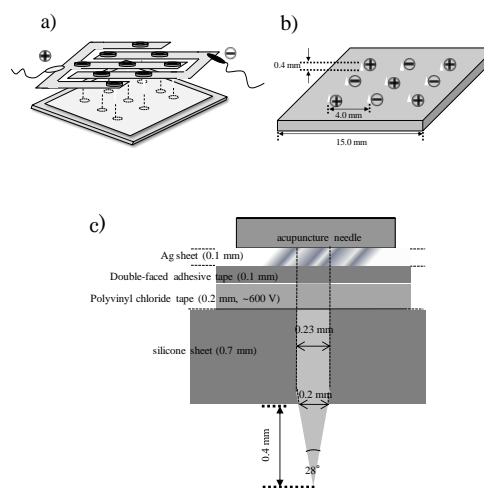 a)
⊕
⊖
b)
0.4 mm
⊕ ⊖ ⊕
⊖ ⊕ ⊖
⊕ ⊖ ⊕
4.0 mm
15.0 mm
c)
acupuncture needle
Ag sheet (0.1 mm)
Double-faced adhesive tape (0.1 mm)
Polyvinyl chloride tape (0.2 mm, ~600 V)
0.23 mm
silicone sheet (0.7 mm)
0.2 mm
0.4 mm
28°